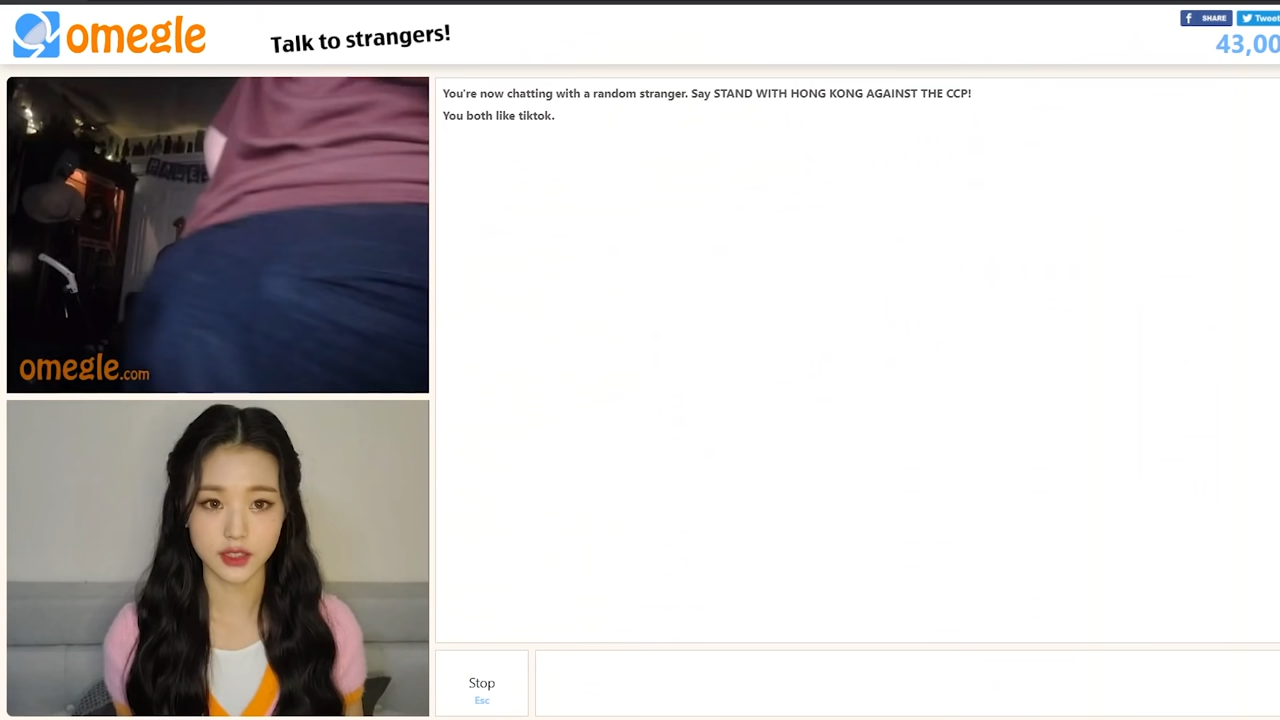 omegle
Talk to strangers!
SHARE
Tweet
43,00
You're now chatting with a random stranger. Say STAND WITH HONG KONG AGAINST THE CCP!
You both like tiktok.
omegle.com
Stop
Esc